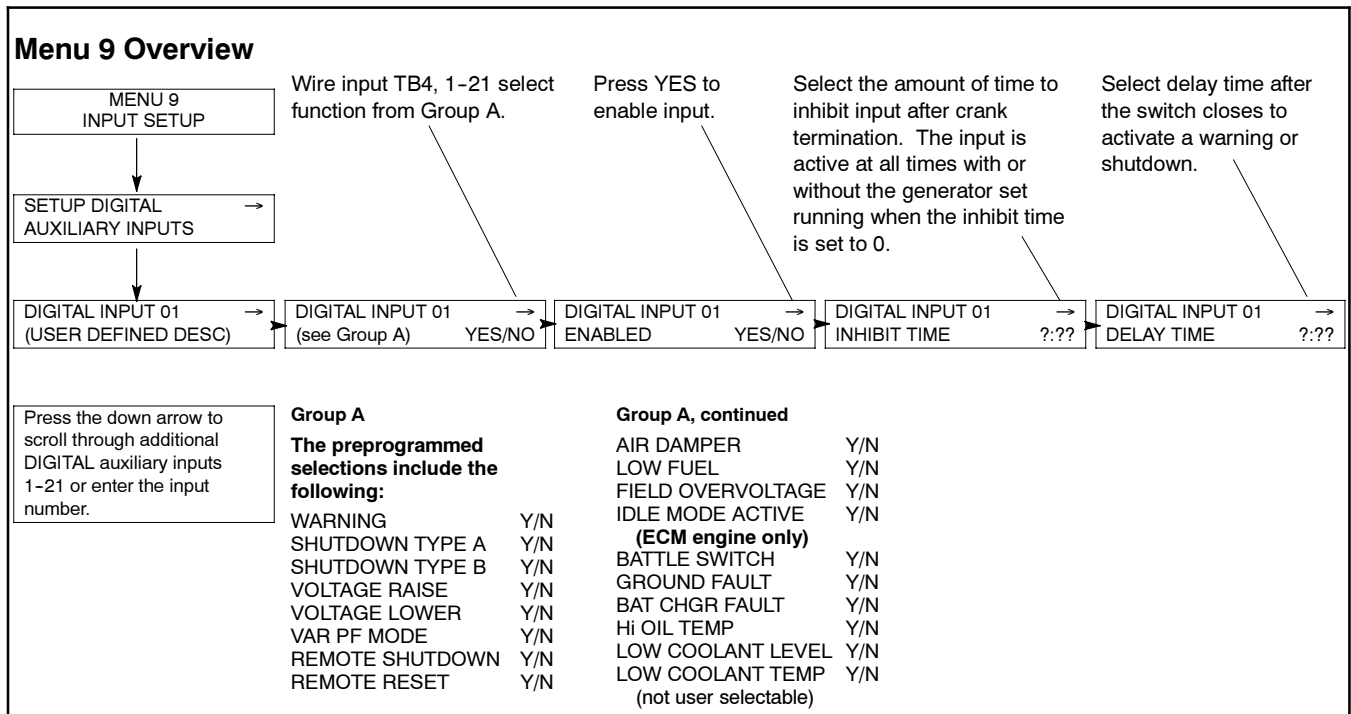 Menu 9 Overview
MENU 9
INPUT SETUP
SETUP DIGITAL →
AUXILIARY INPUTS
Wire input TB4, 1-21 select
function from Group A.
Press YES to
enable input.
Select the amount of time to
inhibit input after crank
termination. The input is
active at all times with or
without the generator set
running when the inhibit time
is set to 0.
Select delay time after
the switch closes to
activate a warning or
shutdown.
DIGITAL INPUT 01 →
(USER DEFINED DESC)
DIGITAL INPUT 01 →
(see Group A) YES/NO
DIGITAL INPUT 01 →
ENABLED YES/NO
DIGITAL INPUT 01 →
INHIBIT TIME ?:??
DIGITAL INPUT 01 →
DELAY TIME ?:??
Press the down arrow to
scroll through additional
DIGITAL auxiliary inputs
1-21 or enter the input
number.
Group A
The preprogrammed
selections include the
following:
WARNING Y/N
SHUTDOWN TYPE A Y/N
SHUTDOWN TYPE B Y/N
VOLTAGE RAISE Y/N
VOLTAGE LOWER Y/N
VAR PF MODE Y/N
REMOTE SHUTDOWN Y/N
REMOTE RESET Y/N
Group A, continued
AIR DAMPER Y/N
LOW FUEL Y/N
FIELD OVERVOLTAGE Y/N
IDLE MODE ACTIVE Y/N
(ECM engine only)
BATTLE SWITCH Y/N
GROUND FAULT Y/N
BAT CHGR FAULT Y/N
Hi OIL TEMP Y/N
LOW COOLANT LEVEL Y/N
LOW COOLANT TEMP Y/N
(not user selectable)